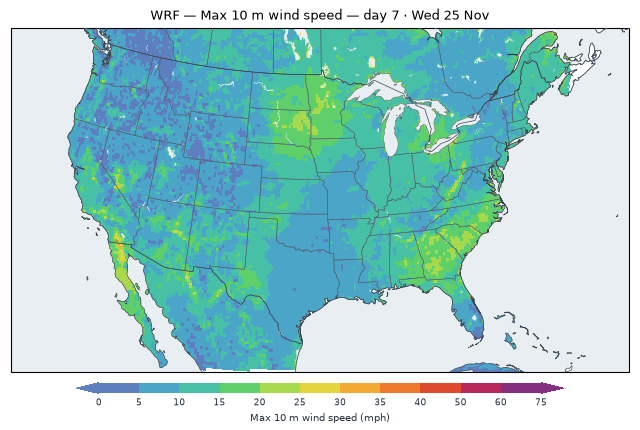 WRF — Max 10 m wind speed — day 7 · Wed 25 Nov
0 5 10 15 20 25 30 35 40 50 60 75
Max 10 m wind speed (mph)